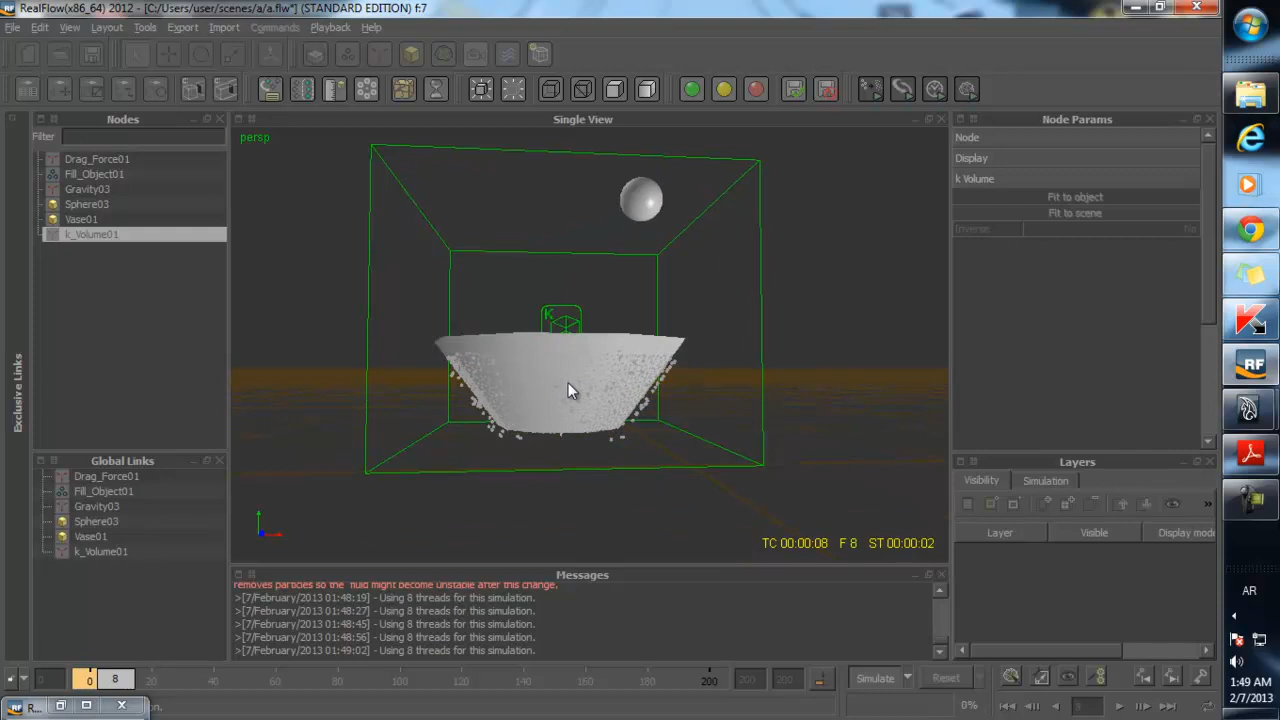 RealFlow(x86_64) 2012 - [C:/Users/user/scenes/a/a.flw*] (STANDARD EDITION) f:7
File Edit View Layout Tools Export Import Commands Playback Help
Nodes
Filter
Drag_Force01
Fill_Object01
Gravity03
Sphere03
Vase01
k_Volume01
Exclusive Links
Global Links
Drag_Force01
Fill_Object01
Gravity03
Sphere03
Vase01
k_Volume01
Single View
persp
K
TC 00:00:08 F 8 ST 00:00:02
Messages
removes particles so the fluid might become unstable after this change.
>[7/February/2013 01:48:19] - Using 8 threads for this simulation.
>[7/February/2013 01:48:27] - Using 8 threads for this simulation.
>[7/February/2013 01:48:45] - Using 8 threads for this simulation.
>[7/February/2013 01:48:56] - Using 8 threads for this simulation.
>[7/February/2013 01:49:02] - Using 8 threads for this simulation.
Node Params
Node
Display
k Volume
Fit to object
Fit to scene
Inverse No
Layers
Visibility Simulation
Layer Visible Display mode
0 0 8 20 40 60 80 100 120 140 160 180 200 200 200
Simulate Reset
0%
R...
RF
RF
AR
1:49 AM
2/7/2013